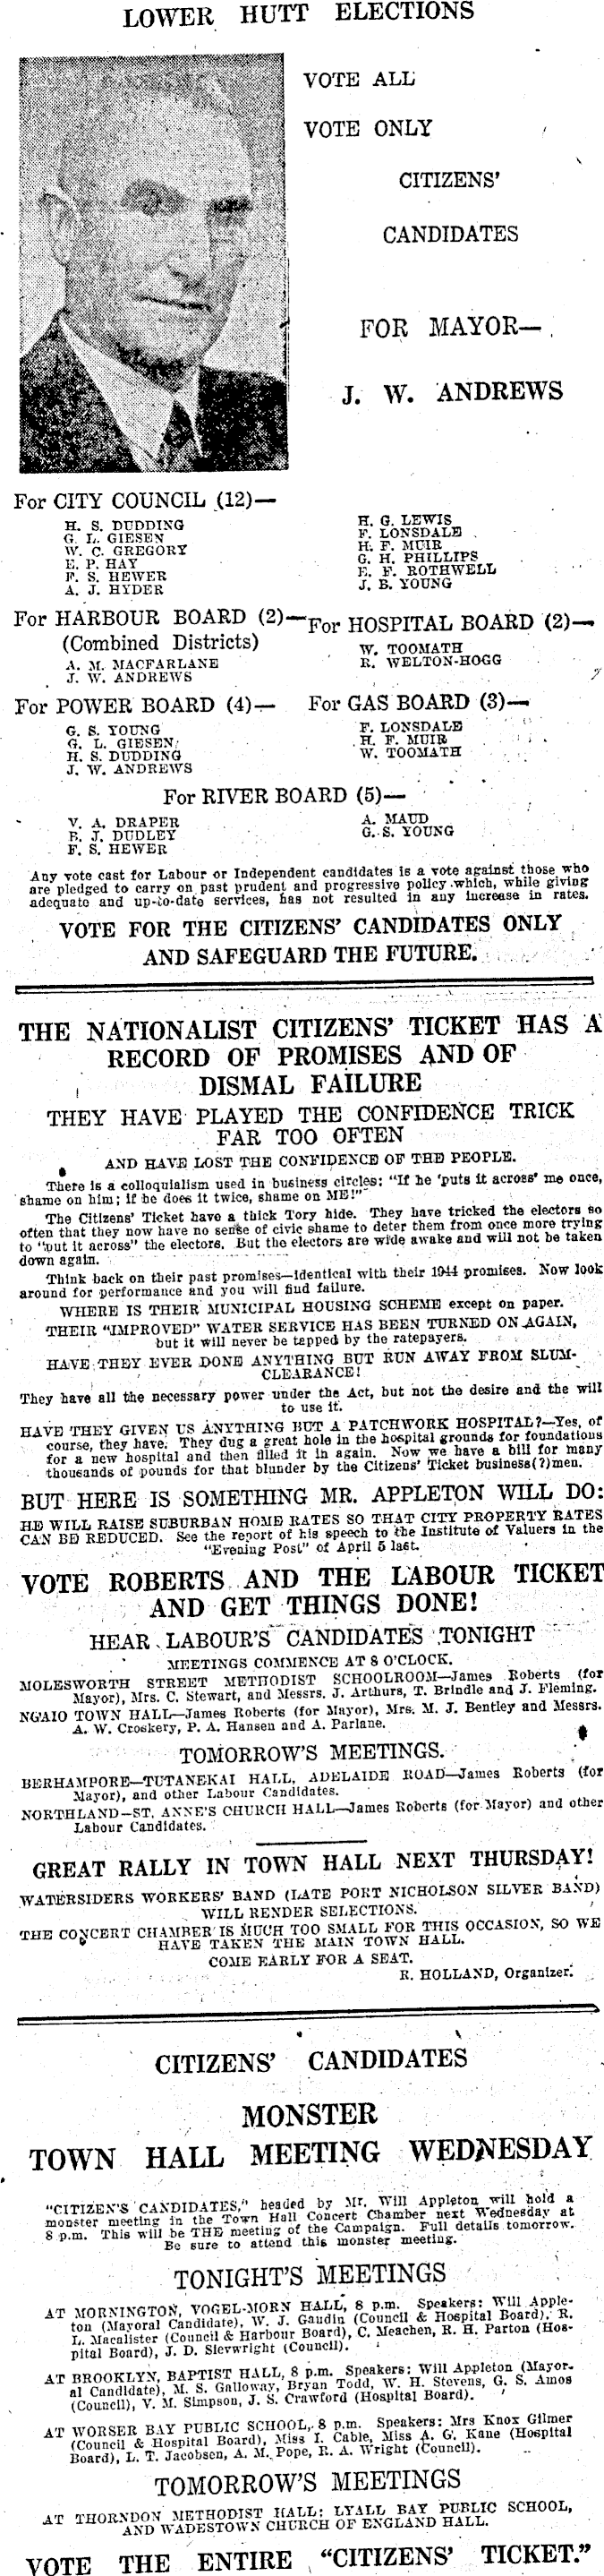 LOWER HUTT ELECTIONS
VOTE ALL
VOTE ONLY
CITIZENS'
CANDIDATES
FOR MAYOR—
J. W. ANDREWS
For CITY COUNCIL (12)—
H. S. DUDDING
G. L. GIESEN
W. C. GREGORY
E. P. HAY
F. S. HEWER
A. J. HYDER
H. G. LEWIS
F. LONSDALE
H. F. MUIR
G. H. PHILLIPS
E. F. ROTHWELL
J. B. YOUNG
For HARBOUR BOARD (2)—
(Combined Districts)
A. M. MACFARLANE
J. W. ANDREWS
For HOSPITAL BOARD (2)—
W. TOOMATH
R. WELTON-HOGG
For POWER BOARD (4)—
G. S. YOUNG
G. L. GIESEN
H. S. DUDDING
J. W. ANDREWS
For GAS BOARD (3)—
F. LONSDALE
H. F. MUIR
W. TOOMATH
For RIVER BOARD (5)—
V. A. DRAPER
B. J. DUDLEY
F. S. HEWER
A. MAUD
G. S. YOUNG
Any vote cast for Labour or Independent candidates is a vote against those who
are pledged to carry on past prudent and progressive policy which, while giving
adequate and up-to-date services, has not resulted in any increase in rates.
VOTE FOR THE CITIZENS' CANDIDATES ONLY
AND SAFEGUARD THE FUTURE.
THE NATIONALIST CITIZENS' TICKET HAS A
RECORD OF PROMISES AND OF
DISMAL FAILURE
THEY HAVE PLAYED THE CONFIDENCE TRICK
FAR TOO OFTEN
AND HAVE LOST THE CONFIDENCE OF THE PEOPLE.
There is a colloquialism used in business circles: "If he 'puts it across' me once,
shame on him; if he does it twice, shame on ME!"
The Citizens' Ticket have a thick Tory hide. They have tricked the electors so
often that they now have no sense of civic shame to deter them from once more trying
to "put it across" the electors. But the electors are wide awake and will not be taken
down again.
Think back on their past promises—identical with their 1944 promises. Now look
around for performance and you will find failure.
WHERE IS THEIR MUNICIPAL HOUSING SCHEME except on paper.
THEIR "IMPROVED" WATER SERVICE HAS BEEN TURNED ON AGAIN,
but it will never be tapped by the ratepayers.
HAVE THEY EVER DONE ANYTHING BUT RUN AWAY FROM SLUM-
CLEARANCE!
They have all the necessary power under the Act, but not the desire and the will
to use it.
HAVE THEY GIVEN US ANYTHING BUT A PATCHWORK HOSPITAL?—Yes, of
course, they have. They dug a great hole in the hospital grounds for foundations
for a new hospital and then filled it in again. Now we have a bill for many
thousands of pounds for that blunder by the Citizens' Ticket business(?)men.
BUT HERE IS SOMETHING MR. APPLETON WILL DO:
HE WILL RAISE SUBURBAN HOME RATES SO THAT CITY PROPERTY RATES
CAN BE REDUCED. See the report of his speech to the Institute of Valuers in the
"Evening Post" of April 5 last.
VOTE ROBERTS AND THE LABOUR TICKET
AND GET THINGS DONE!
HEAR LABOUR'S CANDIDATES TONIGHT
MEETINGS COMMENCE AT 8 O'CLOCK.
MOLESWORTH STREET METHODIST SCHOOLROOM—James Roberts (for
Mayor), Mrs. C. Stewart, and Messrs. J. Arthurs, T. Brindle and J. Fleming.
NGAIO TOWN HALL—James Roberts (for Mayor), Mrs. M. J. Bentley and Messrs.
A. W. Croskery, P. A. Hansen and A. Parlane.
TOMORROW'S MEETINGS.
BERHAMPORE—TUTANEKAI HALL, ADELAIDE ROAD—James Roberts (for
Mayor), and other Labour Candidates.
NORTHLAND—ST. ANNE'S CHURCH HALL—James Roberts (for Mayor) and other
Labour Candidates.
GREAT RALLY IN TOWN HALL NEXT THURSDAY!
WATERSIDERS WORKERS' BAND (LATE PORT NICHOLSON SILVER BAND)
WILL RENDER SELECTIONS.
THE CONCERT CHAMBER IS MUCH TOO SMALL FOR THIS OCCASION, SO WE
HAVE TAKEN THE MAIN TOWN HALL.
COME EARLY FOR A SEAT.
R. HOLLAND, Organizer.
CITIZENS' CANDIDATES
MONSTER
TOWN HALL MEETING WEDNESDAY
"CITIZEN'S CANDIDATES," headed by Mr. Will Appleton will hold a
monster meeting in the Town Hall Concert Chamber next Wednesday at
8 p.m. This will be THE meeting of the Campaign. Full details tomorrow.
Be sure to attend this monster meeting.
TONIGHT'S MEETINGS
AT MORNINGTON, VOGEL-MORN HALL, 8 p.m. Speakers: Will Apple-
ton (Mayoral Candidate), W. J. Gaudin (Council & Hospital Board), R.
L. Macalister (Council & Harbour Board), C. Meachen, R. H. Parton (Hos-
pital Board), J. D. Sievwright (Council).
AT BROOKLYN, BAPTIST HALL, 8 p.m. Speakers: Will Appleton (Mayor-
al Candidate), M. S. Galloway, Bryan Todd, W. H. Stevens, G. S. Amos
(Council), V. M. Simpson, J. S. Crawford (Hospital Board).
AT WORSER BAY PUBLIC SCHOOL, 8 p.m. Speakers: Mrs Knox Gilmer
(Council & Hospital Board), Miss I. Cable, Miss A. G. Kane (Hospital
Board), L. T. Jacobsen, A. M. Pope, R. A. Wright (Council).
TOMORROW'S MEETINGS
AT THORNDON METHODIST HALL: LYALL BAY PUBLIC SCHOOL,
AND WADESTOWN CHURCH OF ENGLAND HALL.
VOTE THE ENTIRE "CITIZENS' TICKET."